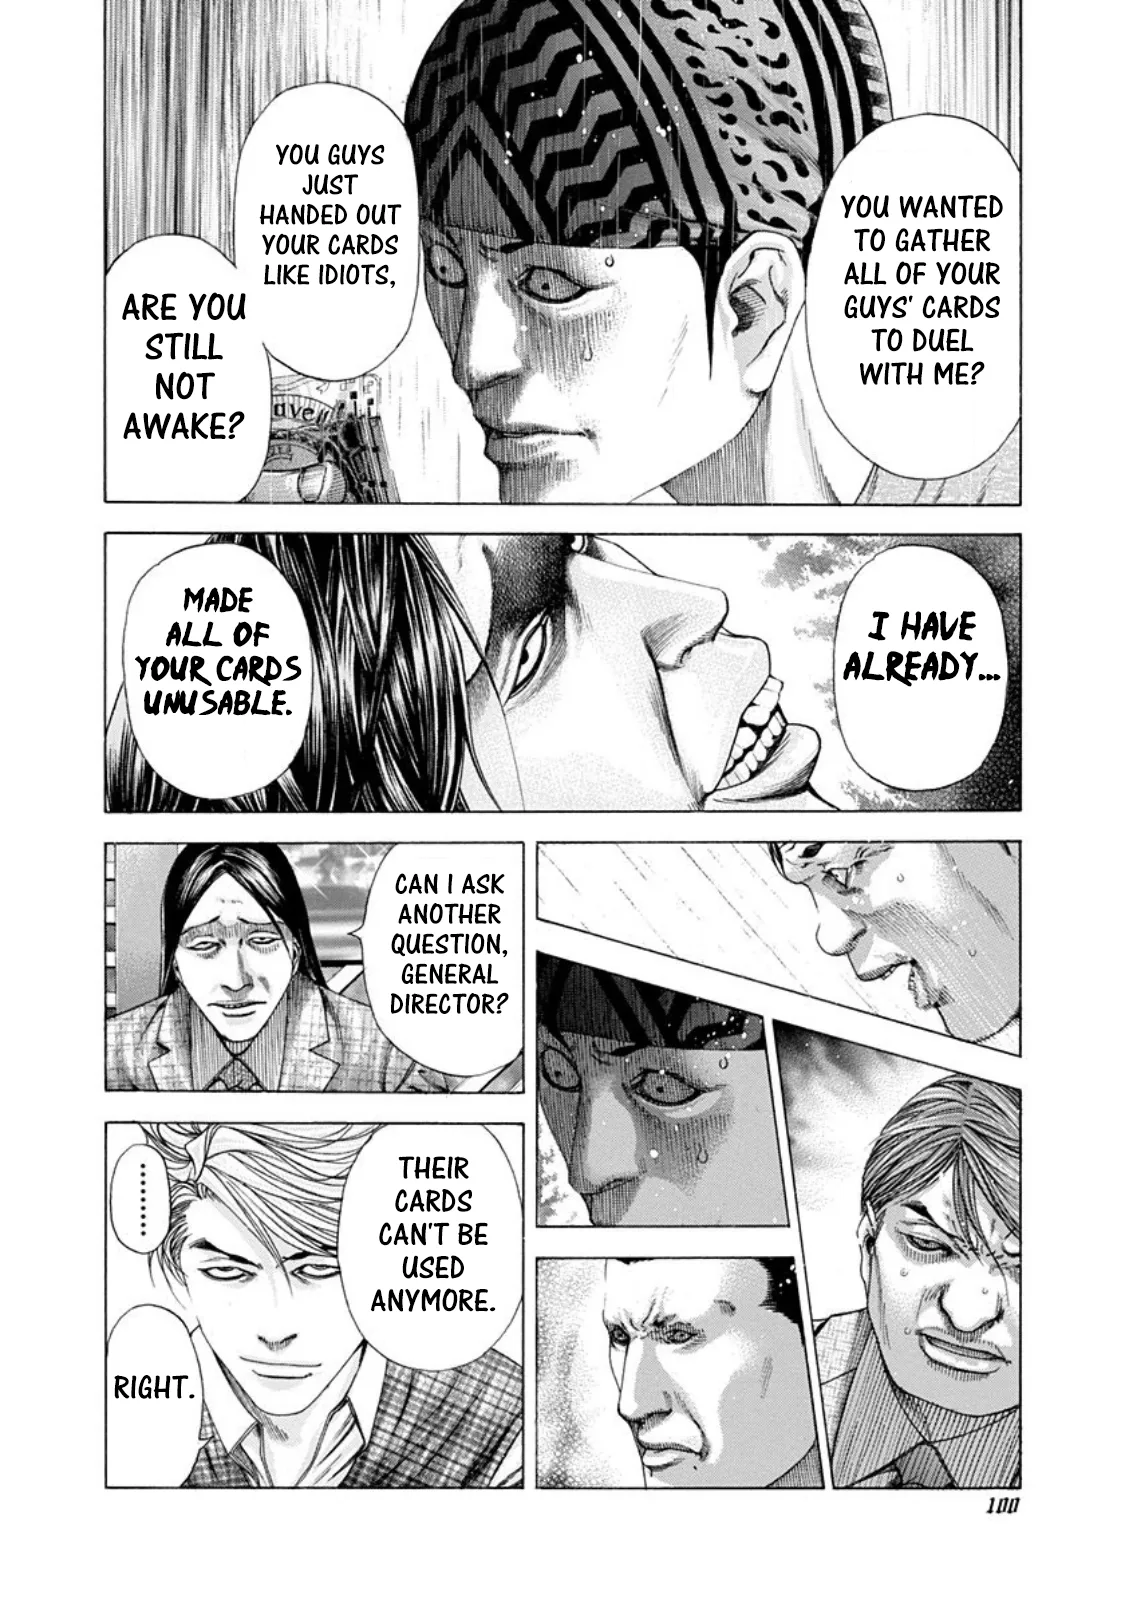 YOU WANTED
TO GATHER
ALL OF YOUR
GUYS' CARDS
TO DUEL
WITH ME?
YOU GUYS
JUST
HANDED OUT
YOUR CARDS
LIKE IDIOTS,
ARE YOU
STILL
NOT
AWAKE?
ave
I HAVE
ALREADY...
MADE
ALL OF
YOUR CARDS
UNUSABLE.
CAN I ASK
ANOTHER
QUESTION,
GENERAL
DIRECTOR?
THEIR
CARDS
CAN'T BE
USED
ANYMORE.
.........
RIGHT.
100